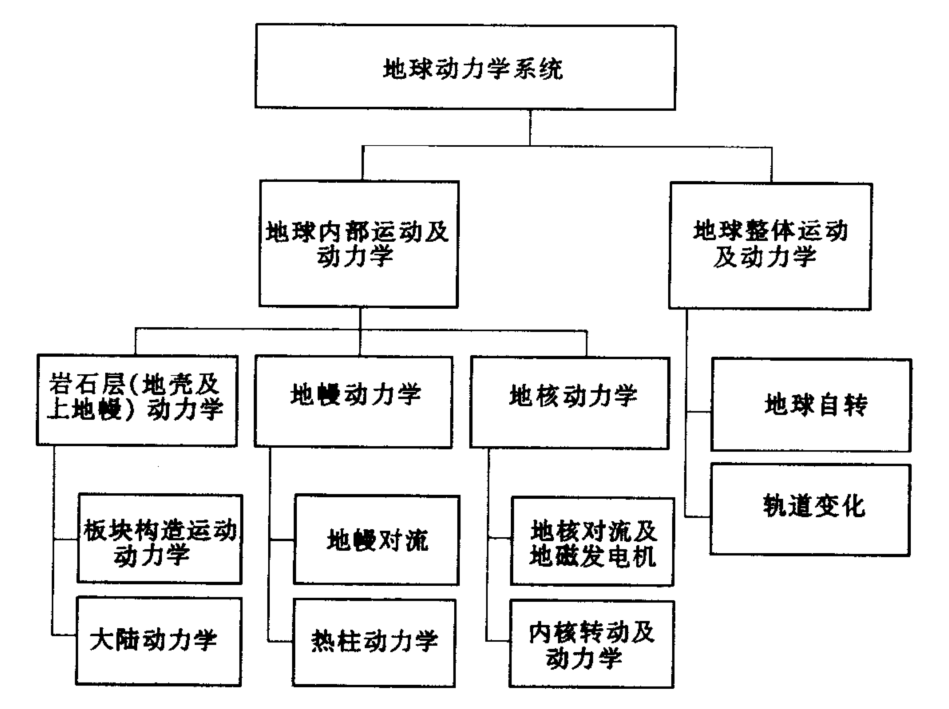 地球动力学系统
地球内部运动及
动力学
地球整体运动
及动力学
岩石层(地壳及
上地幔)动力学
地幔动力学
地核动力学
地球自转
轨道变化
板块构造运动
动力学
地幔对流
地核对流及
地磁发电机
大陆动力学
热柱动力学
内核转动及
动力学